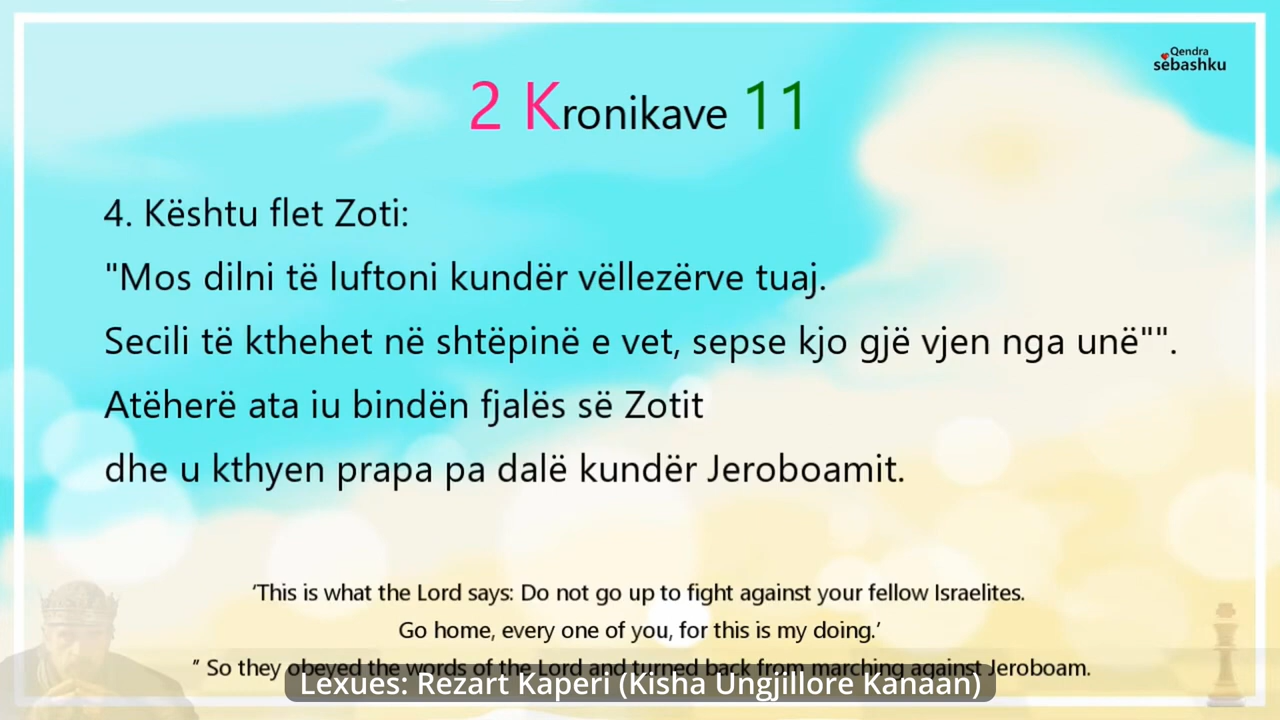 Qendra
sëbashku
2 Kronikave 11
4. Kështu flet Zoti:
"Mos dilni të luftoni kundër vëllezërve tuaj.
Secili të kthehet në shtëpinë e vet, sepse kjo gjë vjen nga unë"".
Atëherë ata iu bindën fjalës së Zotit
dhe u kthyen prapa pa dalë kundër Jeroboamit.
‘This is what the Lord says: Do not go up to fight against your fellow Israelites.
Go home, every one of you, for this is my doing.’
” So they obeyed the words of the Lord and turned back from marching against Jeroboam.
Lexues: Rezart Kaperi (Kisha Ungjillore Kanaan)